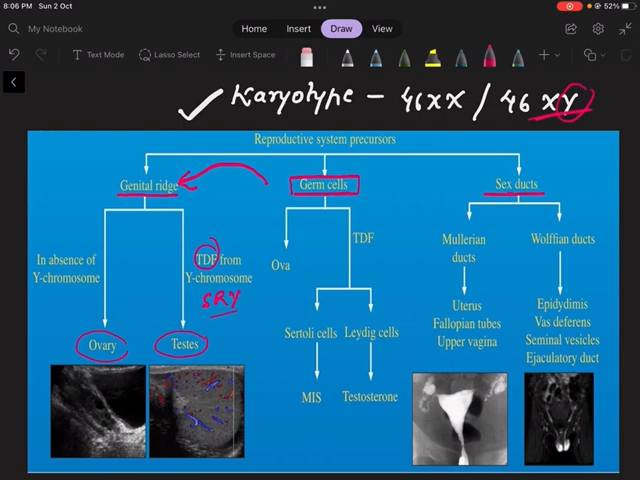 8:06 PM Sun 2 Oct
52%
My Notebook
Home Insert Draw View
Text Mode Lasso Select Insert Space
Karyotype - 46XX / 46 XY
Reproductive system precursors
Genital ridge
Germ cells
Sex ducts
In absence of
Y-chromosome
TDF from
Y-chromosome
SRY
Ovary
Testes
Ova
TDF
Sertoli cells
Leydig cells
MIS
Testosterone
Mullerian
ducts
Wolffian ducts
Uterus
Fallopian tubes
Upper vagina
Epidydimis
Vas deferens
Seminal vesicles
Ejaculatory duct